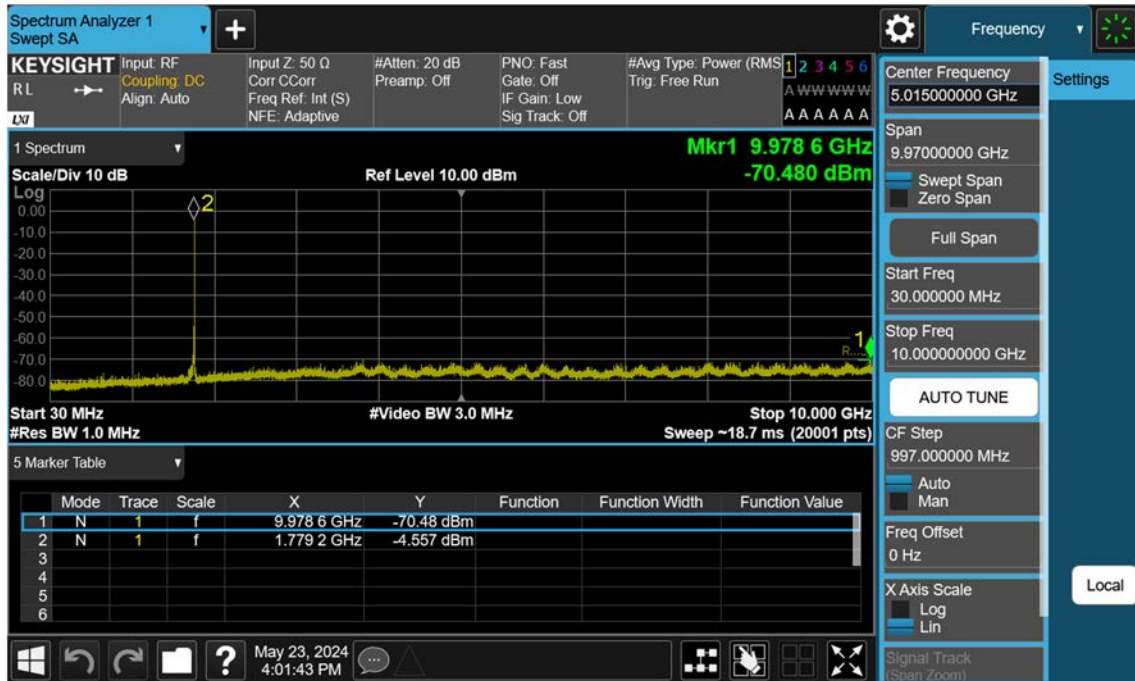 Spectrum Analyzer 1
Swept SA
+
Frequency
KEYSIGHT
RL
LXI
Input: RF
Coupling: DC
Align: Auto
Input Z: 50 Ω
Corr CCorr
Freq Ref: Int (S)
NFE: Adaptive
#Atten: 20 dB
Preamp: Off
PNO: Fast
Gate: Off
IF Gain: Low
Sig Track: Off
#Avg Type: Power (RMS
Trig: Free Run
1 2 3 4 5 6
A W W W W W
A A A A A A
1 Spectrum
Mkr1 9.978 6 GHz
-70.480 dBm
Scale/Div 10 dB
Ref Level 10.00 dBm
Log
0.00
-10.0
-20.0
-30.0
-40.0
-50.0
-60.0
-70.0
-80.0
2
1
R...
Start 30 MHz
#Video BW 3.0 MHz
Stop 10.000 GHz
#Res BW 1.0 MHz
Sweep ~18.7 ms (20001 pts)
5 Marker Table
Mode Trace Scale X Y Function Function Width Function Value
1 N 1 f 9.978 6 GHz -70.48 dBm
2 N 1 f 1.779 2 GHz -4.557 dBm
3
4
5
6
?
May 23, 2024
4:01:43 PM
Center Frequency
5.015000000 GHz
Settings
Span
9.97000000 GHz
Swept Span
Zero Span
Full Span
Start Freq
30.000000 MHz
Stop Freq
10.000000000 GHz
AUTO TUNE
CF Step
997.000000 MHz
Auto
Man
Freq Offset
0 Hz
X Axis Scale
Log
Lin
Local
Signal Track
(Span Zoom)